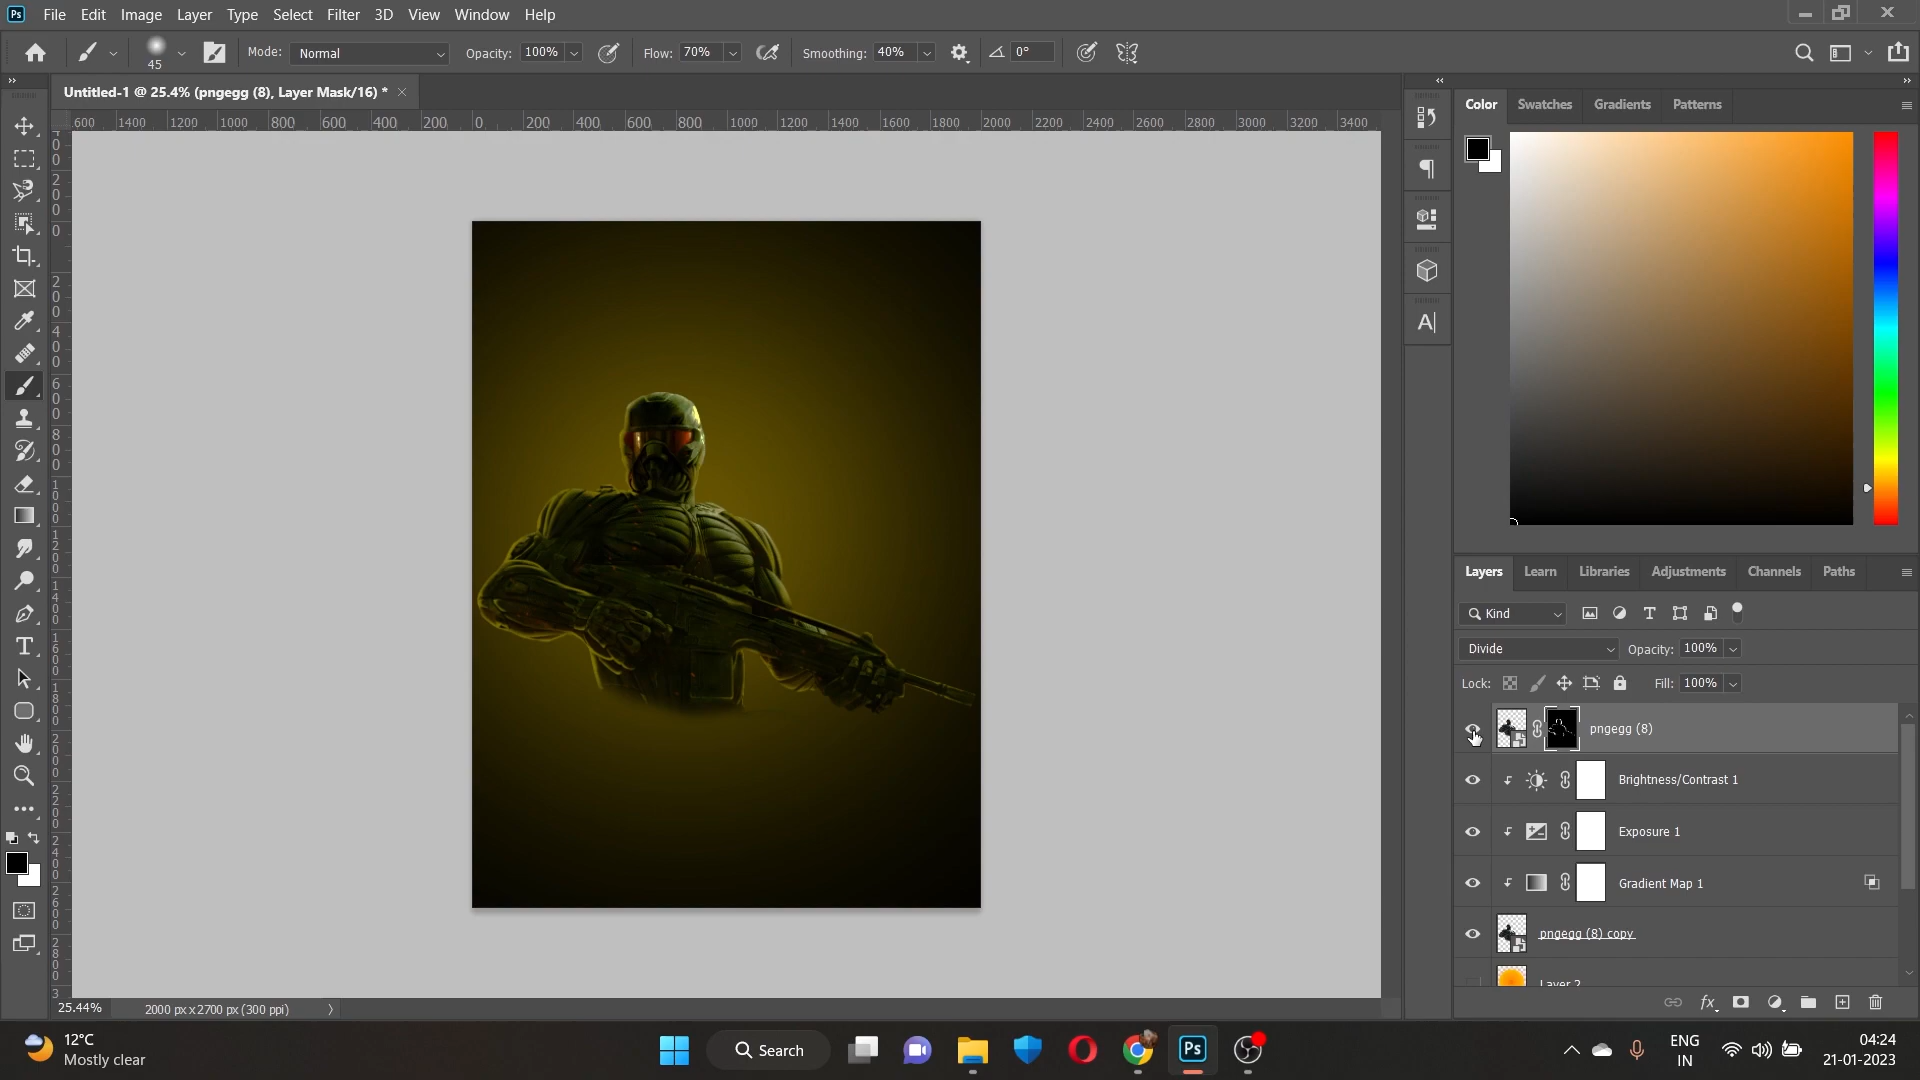 Ps File Edit Image Layer Type Select Filter 3D View Window Help
45 Mode: Normal Opacity: 100% Flow: 70% Smoothing: 40% 0°
Untitled-1 @ 25.4% (pngegg (8), Layer Mask/16) *
600 1400 1200 1000 800 600 400 200 0 200 400 600 800 1000 1200 1400 1600 1800 2000 2200 2400 2600 2800 3000 3200 3400
Color Swatches Gradients Patterns
Layers Learn Libraries Adjustments Channels Paths
Kind
Divide Opacity: 100%
Lock: Fill: 100%
pngegg (8)
Brightness/Contrast 1
Exposure 1
Gradient Map 1
pngegg (8) copy
Layer 2
fx
25.44% 2000 px x 2700 px (300 ppi)
12°C
Mostly clear
Search
Ps
ENG
IN
04:24
21-01-2023